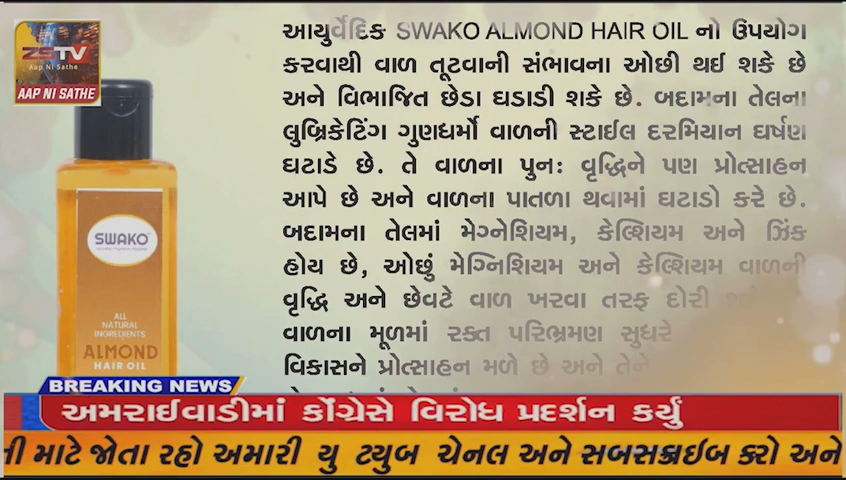 ZSTV
Aap Ni Sathe
AAP NI SATHE
આયુર્વેદિક SWAKO ALMOND HAIR OIL નો ઉપયોગ
કરવાથી વાળ તૂટવાની સંભાવના ઓછી થઈ શકે છે
અને વિભાજિત છેડા ઘડાડી શકે છે. બદામના તેલના
લુબ્રિકેટિંગ ગુણધર્મો વાળની સ્ટાઈલ દરમિયાન ઘર્ષણ
ઘટાડે છે. તે વાળના પુનઃ વૃદ્ધિને પણ પ્રોત્સાહન
આપે છે અને વાળના પાતળા થવામાં ઘટાડો કરે છે.
બદામના તેલમાં મેગ્નેશિયમ, કેલ્શિયમ અને ઝિંક
હોય છે, ઓછું મેગ્નિશિયમ અને કેલ્શિયમ વાળની
વૃદ્ધિ અને છેવટે વાળ ખરવા તરફ દોરી
વાળના મૂળમાં રક્ત પરિભ્રમણ સુધરે
વિકાસને પ્રોત્સાહન મળે છે અને તેને
SWAKO
ALL
NATURAL
INGREDIENTS
ALMOND
HAIR OIL
BREAKING NEWS
અમરાઈવાડીમાં કોંગ્રેસે વિરોધ પ્રદર્શન કર્યું
માટે જોતા રહો અમારી યુ ટ્યુબ ચેનલ અને સબસક્રાઇબ કરો અને